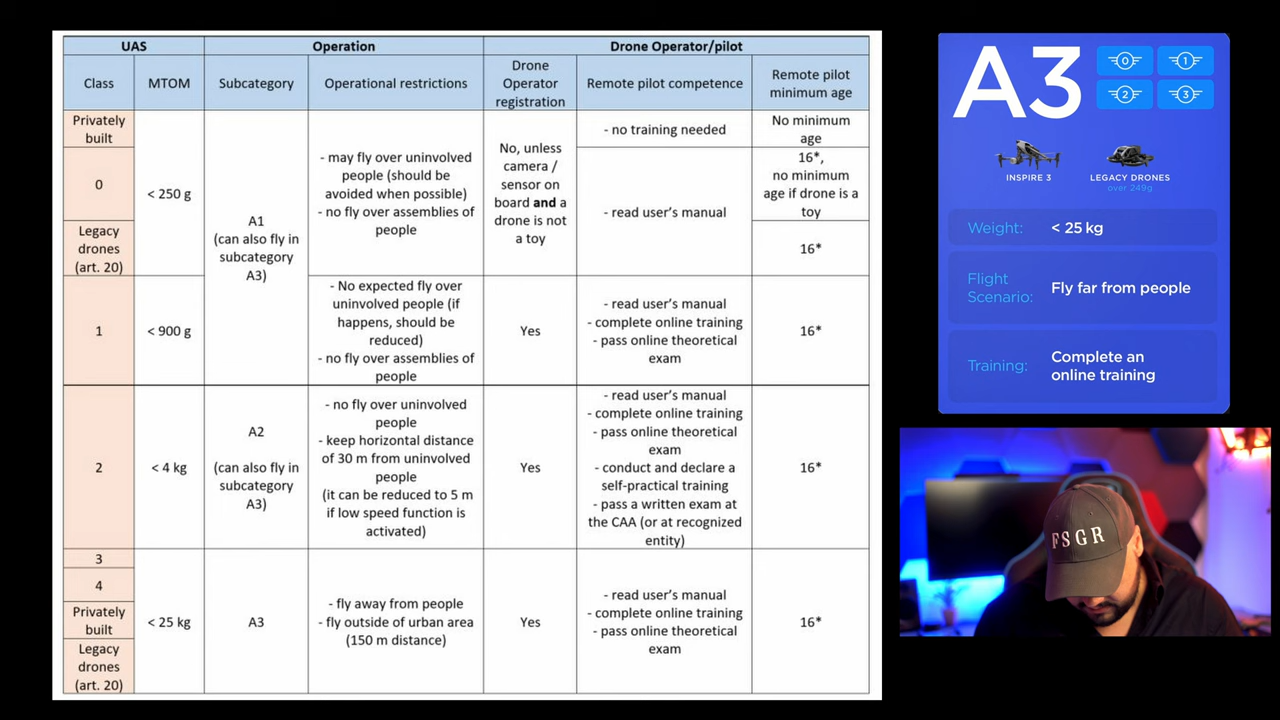 UAS
Operation
Drone Operator/pilot
Class
MTOM
Subcategory
Operational restrictions
Drone
Operator
registration
Remote pilot competence
Remote pilot
minimum age
Privately
built
0
Legacy
drones
(art. 20)
< 250 g
A1
(can also fly in
subcategory
A3)
- may fly over uninvolved
people (should be
avoided when possible)
- no fly over assemblies of
people
No, unless
camera /
sensor on
board and a
drone is not
a toy
- no training needed
- read user's manual
No minimum
age
16*,
no minimum
age if drone is a
toy
16*
1
< 900 g
- No expected fly over
uninvolved people (if
happens, should be
reduced)
- no fly over assemblies of
people
Yes
- read user's manual
- complete online training
- pass online theoretical
exam
16*
2
< 4 kg
A2
(can also fly in
subcategory
A3)
- no fly over uninvolved
people
- keep horizontal distance
of 30 m from uninvolved
people
(it can be reduced to 5 m
if low speed function is
activated)
Yes
- read user's manual
- complete online training
- pass online theoretical
exam
- conduct and declare a
self-practical training
- pass a written exam at
the CAA (or at recognized
entity)
16*
3
4
Privately
built
Legacy
drones
(art. 20)
< 25 kg
A3
- fly away from people
- fly outside of urban area
(150 m distance)
Yes
- read user's manual
- complete online training
- pass online theoretical
exam
16*
A3
0
1
2
3
INSPIRE 3
LEGACY DRONES
over 249g
Weight:
< 25 kg
Flight
Scenario:
Fly far from people
Training:
Complete an
online training
FSGR